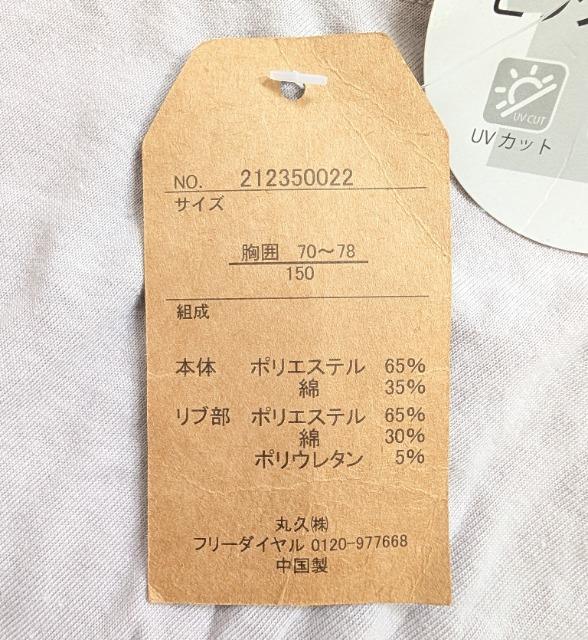 NO. 212350022
サイズ
胸囲 70〜78
150
組成
本体 ポリエステル 65%
綿 35%
リブ部 ポリエステル 65%
綿 30%
ポリウレタン 5%
丸久㈱
フリーダイヤル 0120-977668
中国製
UV CUT
UVカット